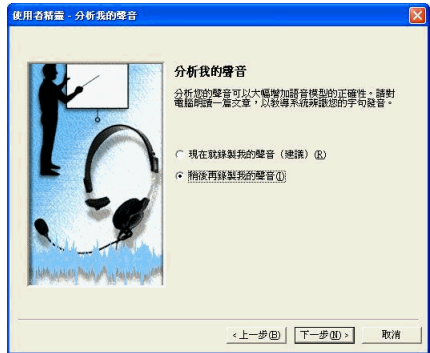 使用者精靈 - 分析我的聲音
分析我的聲音
分析您的聲音可以大幅增加語音模型的正確性。請對
電腦朗讀一篇文章，以教導系統辨識您的字句發音。
現在就錄製我的聲音（建議）(R)
稍後再錄製我的聲音(I)
<上一步(B)
下一步(N)>
取消